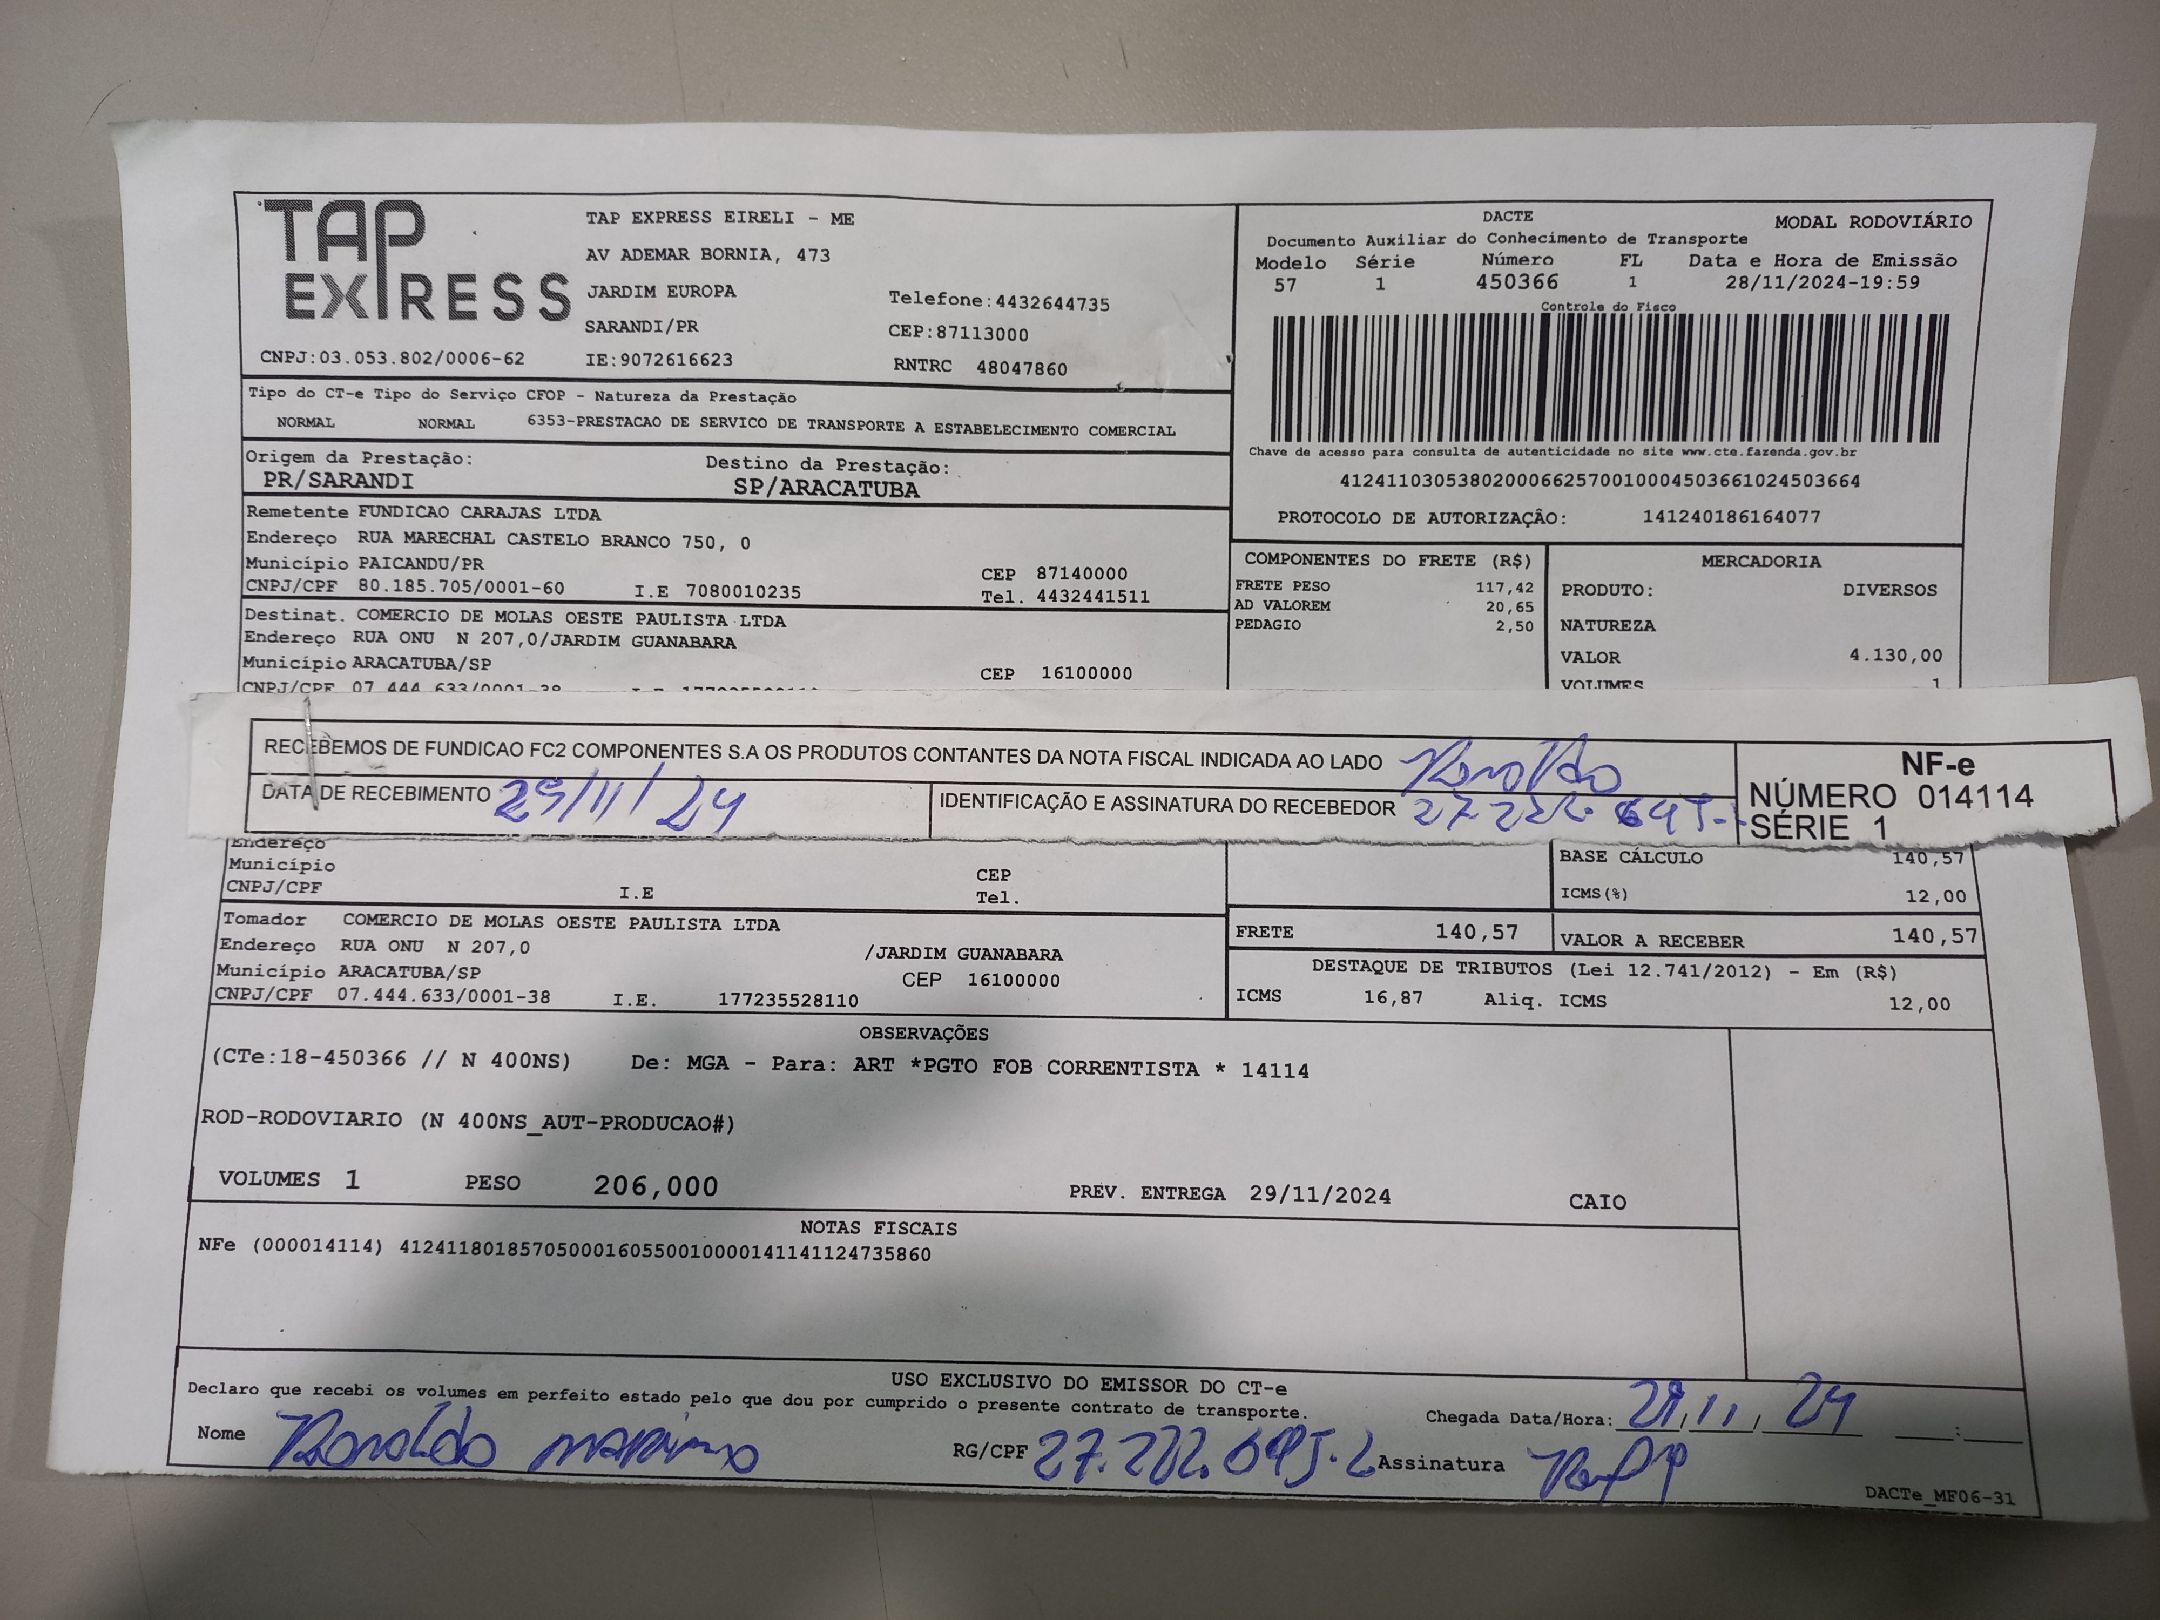 TAP EXPRESS
TAP EXPRESS EIRELI - ME
AV ADEMAR BORNIA, 473
JARDIM EUROPA
Telefone:4432644735
SARANDI/PR
CEP:87113000
CNPJ:03.053.802/0006-62
IE:9072616623
RNTRC 48047860
DACTE
MODAL RODOVIÁRIO
Documento Auxiliar do Conhecimento de Transporte
Modelo Série Número FL Data e Hora de Emissão
57 1 450366 1 28/11/2024-19:59
Controle do Fisco
Chave de acesso para consulta de autenticidade no site www.cte.fazenda.gov.br
41241103053802000662570010004503661024503664
PROTOCOLO DE AUTORIZAÇÃO: 141240186164077
Tipo do CT-e Tipo do Serviço CFOP - Natureza da Prestação
NORMAL NORMAL 6353-PRESTACAO DE SERVICO DE TRANSPORTE A ESTABELECIMENTO COMERCIAL
Origem da Prestação: Destino da Prestação:
PR/SARANDI SP/ARACATUBA
Remetente FUNDICAO CARAJAS LTDA
Endereço RUA MARECHAL CASTELO BRANCO 750, 0
Município PAICANDU/PR CEP 87140000
CNPJ/CPF 80.185.705/0001-60 I.E 7080010235 Tel. 4432441511
Destinat. COMERCIO DE MOLAS OESTE PAULISTA LTDA
Endereço RUA ONU N 207,0/JARDIM GUANABARA
Município ARACATUBA/SP CEP 16100000
CNPJ/CPF 07.444.633/0001-38
COMPONENTES DO FRETE (R$)
FRETE PESO 117,42
AD VALOREM 20,65
PEDAGIO 2,50
MERCADORIA
PRODUTO: DIVERSOS
NATUREZA
VALOR 4.130,00
VOLUMES 1
RECEBEMOS DE FUNDICAO FC2 COMPONENTES S.A OS PRODUTOS CONTANTES DA NOTA FISCAL INDICADA AO LADO Ronaldo
DATA DE RECEBIMENTO 29/11/24
IDENTIFICAÇÃO E ASSINATURA DO RECEBEDOR
NF-e
NÚMERO 014114
SÉRIE 1
Endereço
Município CEP
CNPJ/CPF I.E Tel.
BASE CÁLCULO 140,57
ICMS(%) 12,00
Tomador COMERCIO DE MOLAS OESTE PAULISTA LTDA
Endereço RUA ONU N 207,0 /JARDIM GUANABARA
Município ARACATUBA/SP CEP 16100000
CNPJ/CPF 07.444.633/0001-38 I.E. 177235528110
FRETE 140,57 VALOR A RECEBER 140,57
DESTAQUE DE TRIBUTOS (Lei 12.741/2012) - Em (R$)
ICMS 16,87 Aliq. ICMS 12,00
OBSERVAÇÕES
(CTe:18-450366 // N 400NS) De: MGA - Para: ART *PGTO FOB CORRENTISTA * 14114
ROD-RODOVIARIO (N 400NS_AUT-PRODUCAO#)
VOLUMES 1 PESO 206,000 PREV. ENTREGA 29/11/2024 CAIO
NOTAS FISCAIS
NFe (000014114) 41241180185705000160550010000141141124735860
USO EXCLUSIVO DO EMISSOR DO CT-e
Declaro que recebi os volumes em perfeito estado pelo que dou por cumprido o presente contrato de transporte.
Chegada Data/Hora: 29/11/24 :
Nome Ronaldo RG/CPF Assinatura
DACTe_MF06-31